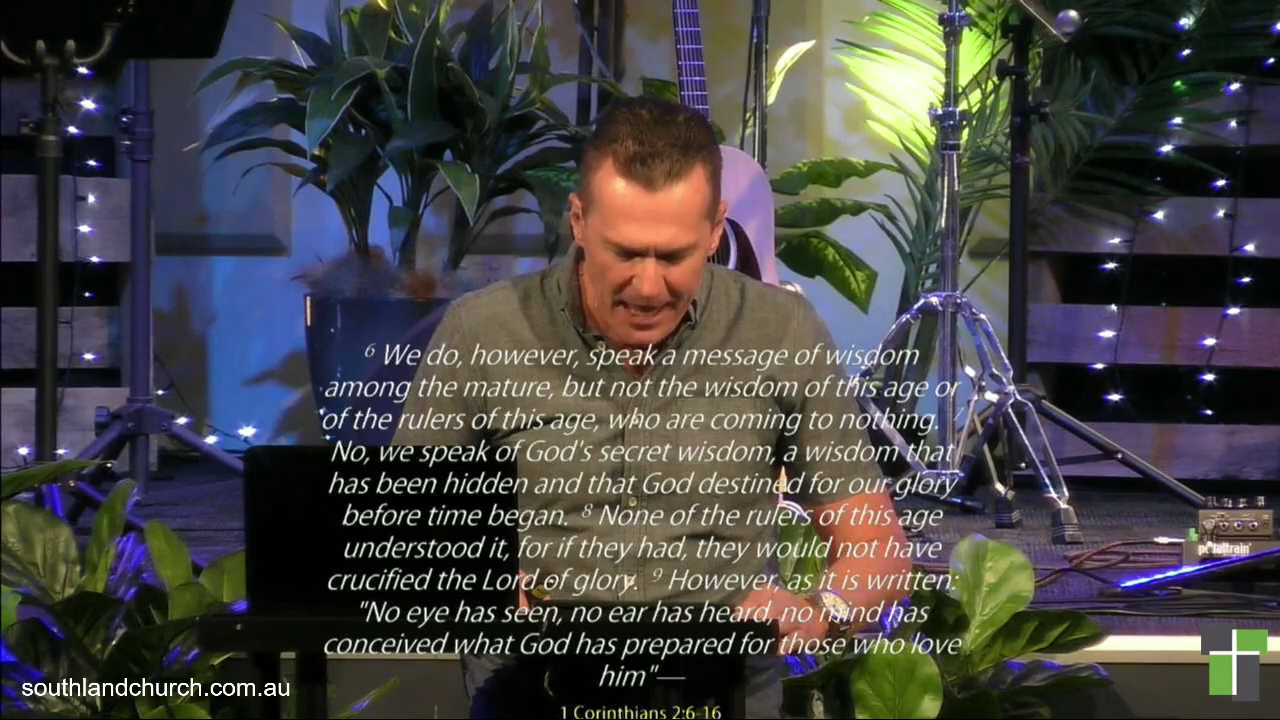 ⁶ We do, however, speak a message of wisdom
among the mature, but not the wisdom of this age or
of the rulers of this age, who are coming to nothing. ⁷
No, we speak of God's secret wisdom, a wisdom that
has been hidden and that God destined for our glory
before time began. ⁸ None of the rulers of this age
understood it, for if they had, they would not have
crucified the Lord of glory. ⁹ However, as it is written:
"No eye has seen, no ear has heard, no mind has
conceived what God has prepared for those who love
him"—
1 Corinthians 2:6-16
pedaltrain
southlandchurch.com.au